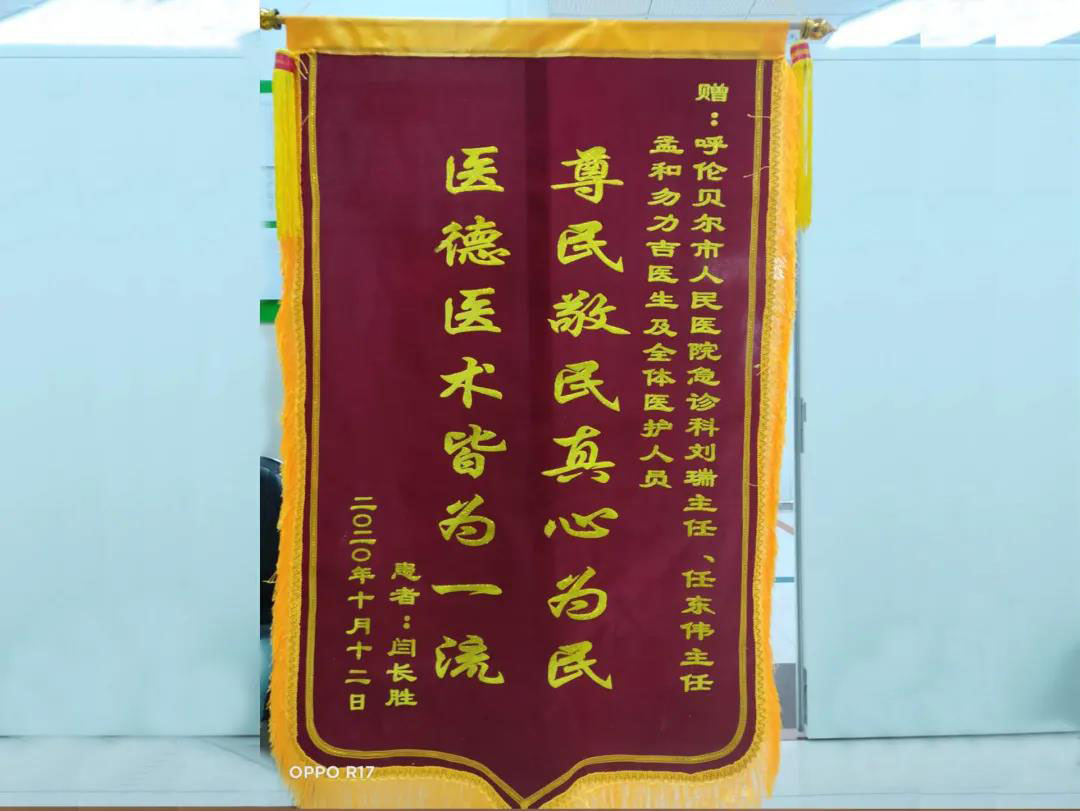 赠：呼伦贝尔市人民医院急诊科刘瑞主任、任东伟主任
孟和勿力吉医生及全体医护人员
尊民敬民真心为民
医德医术皆为一流
患者：闫长胜
二〇二〇年十月十二日
OPPO R17